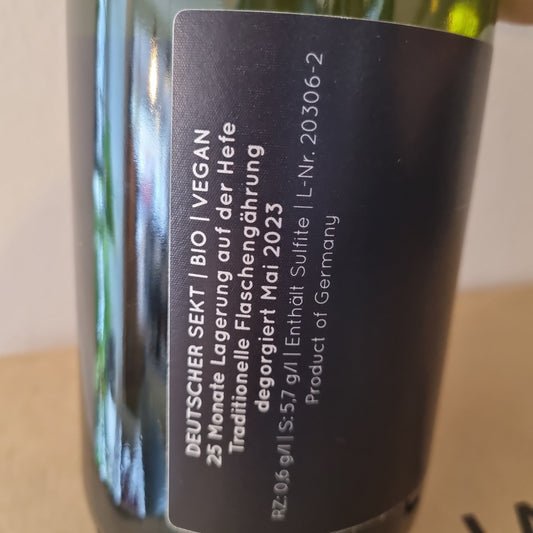 DEUTSCHER SEKT | BIO | VEGAN
25 Monate Lagerung auf der Hefe
Traditionelle Flaschengährung
degorgiert Mai 2023
RZ: 0,6 g/l | S: 5,7 g/l | Enthält Sulfite | L-Nr. 20306-2
Product of Germany